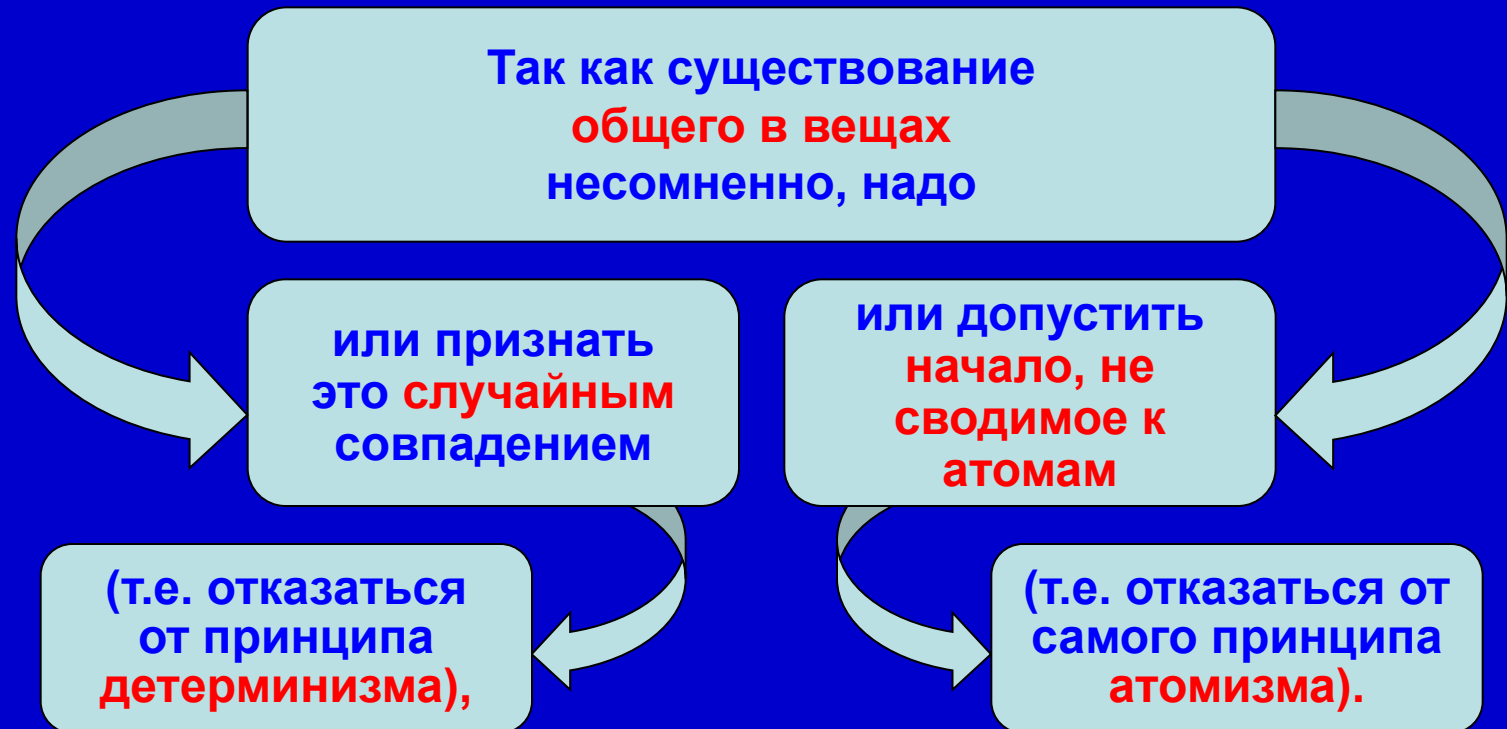 Так как существование
общего в вещах
несомненно, надо
или признать
это случайным
совпадением
или допустить
начало, не
сводимое к
атомам
(т.е. отказаться
от принципа
детерминизма),
(т.е. отказаться от
самого принципа
атомизма).